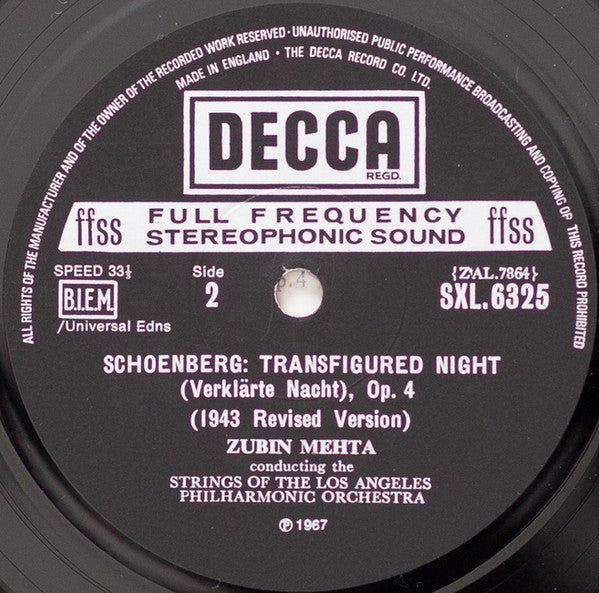 ALL RIGHTS OF THE MANUFACTURER AND OF THE OWNER OF THE RECORDED WORK RESERVED · UNAUTHORISED PUBLIC PERFORMANCE BROADCASTING AND COPYING OF THIS RECORD PROHIBITED
MADE IN ENGLAND · THE DECCA RECORD CO. LTD.
DECCA
REGD.
ffss FULL FREQUENCY ffss
STEREOPHONIC SOUND
SPEED 33⅓ Side {ZAL.7864}
B.I.E.M. 2 SXL.6325
/Universal Edns
p.4
SCHOENBERG: TRANSFIGURED NIGHT
(Verklärte Nacht), Op. 4
(1943 Revised Version)
ZUBIN MEHTA
conducting the
STRINGS OF THE LOS ANGELES
PHILHARMONIC ORCHESTRA
℗ 1967